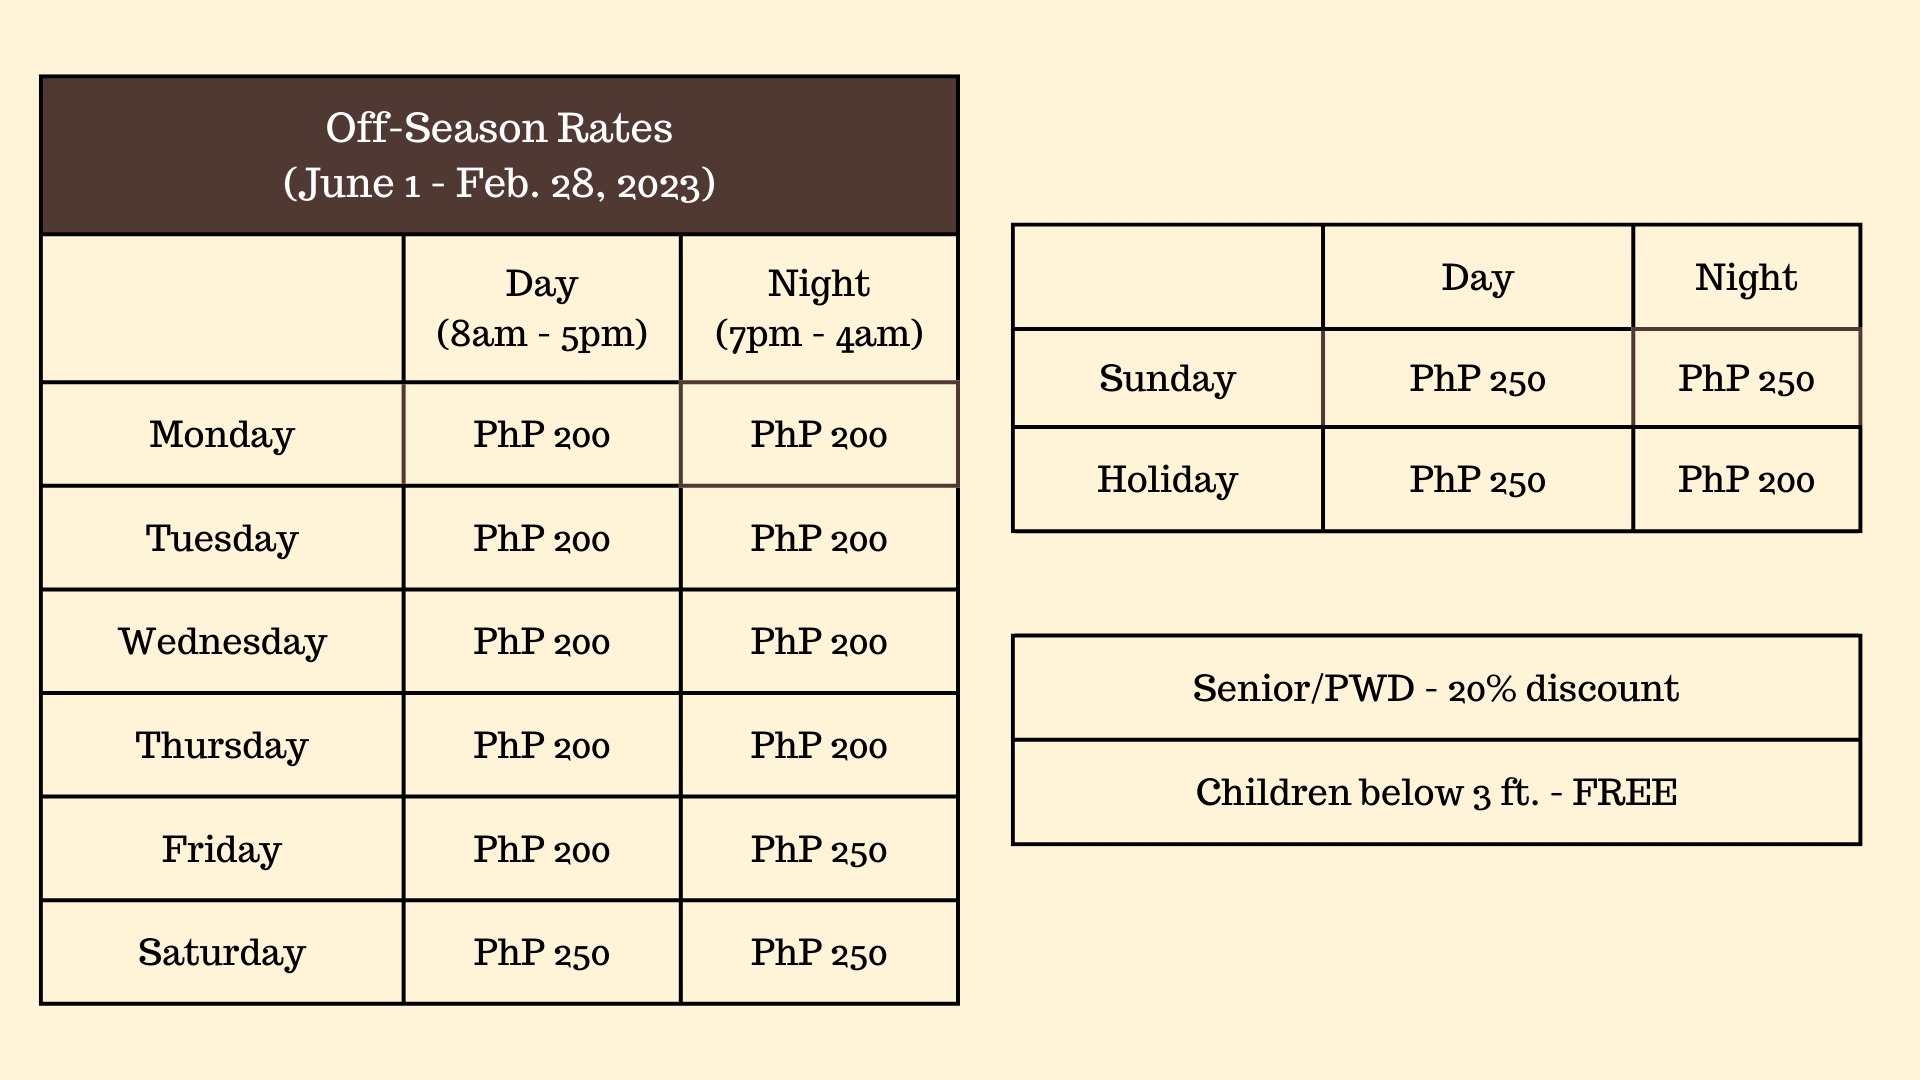 Off-Season Rates
(June 1 - Feb. 28, 2023)
Day Night
(8am - 5pm) (7pm - 4am)
Monday PhP 200 PhP 200
Tuesday PhP 200 PhP 200
Wednesday PhP 200 PhP 200
Thursday PhP 200 PhP 200
Friday PhP 200 PhP 250
Saturday PhP 250 PhP 250
Day Night
Sunday PhP 250 PhP 250
Holiday PhP 250 PhP 200
Senior/PWD - 20% discount
Children below 3 ft. - FREE